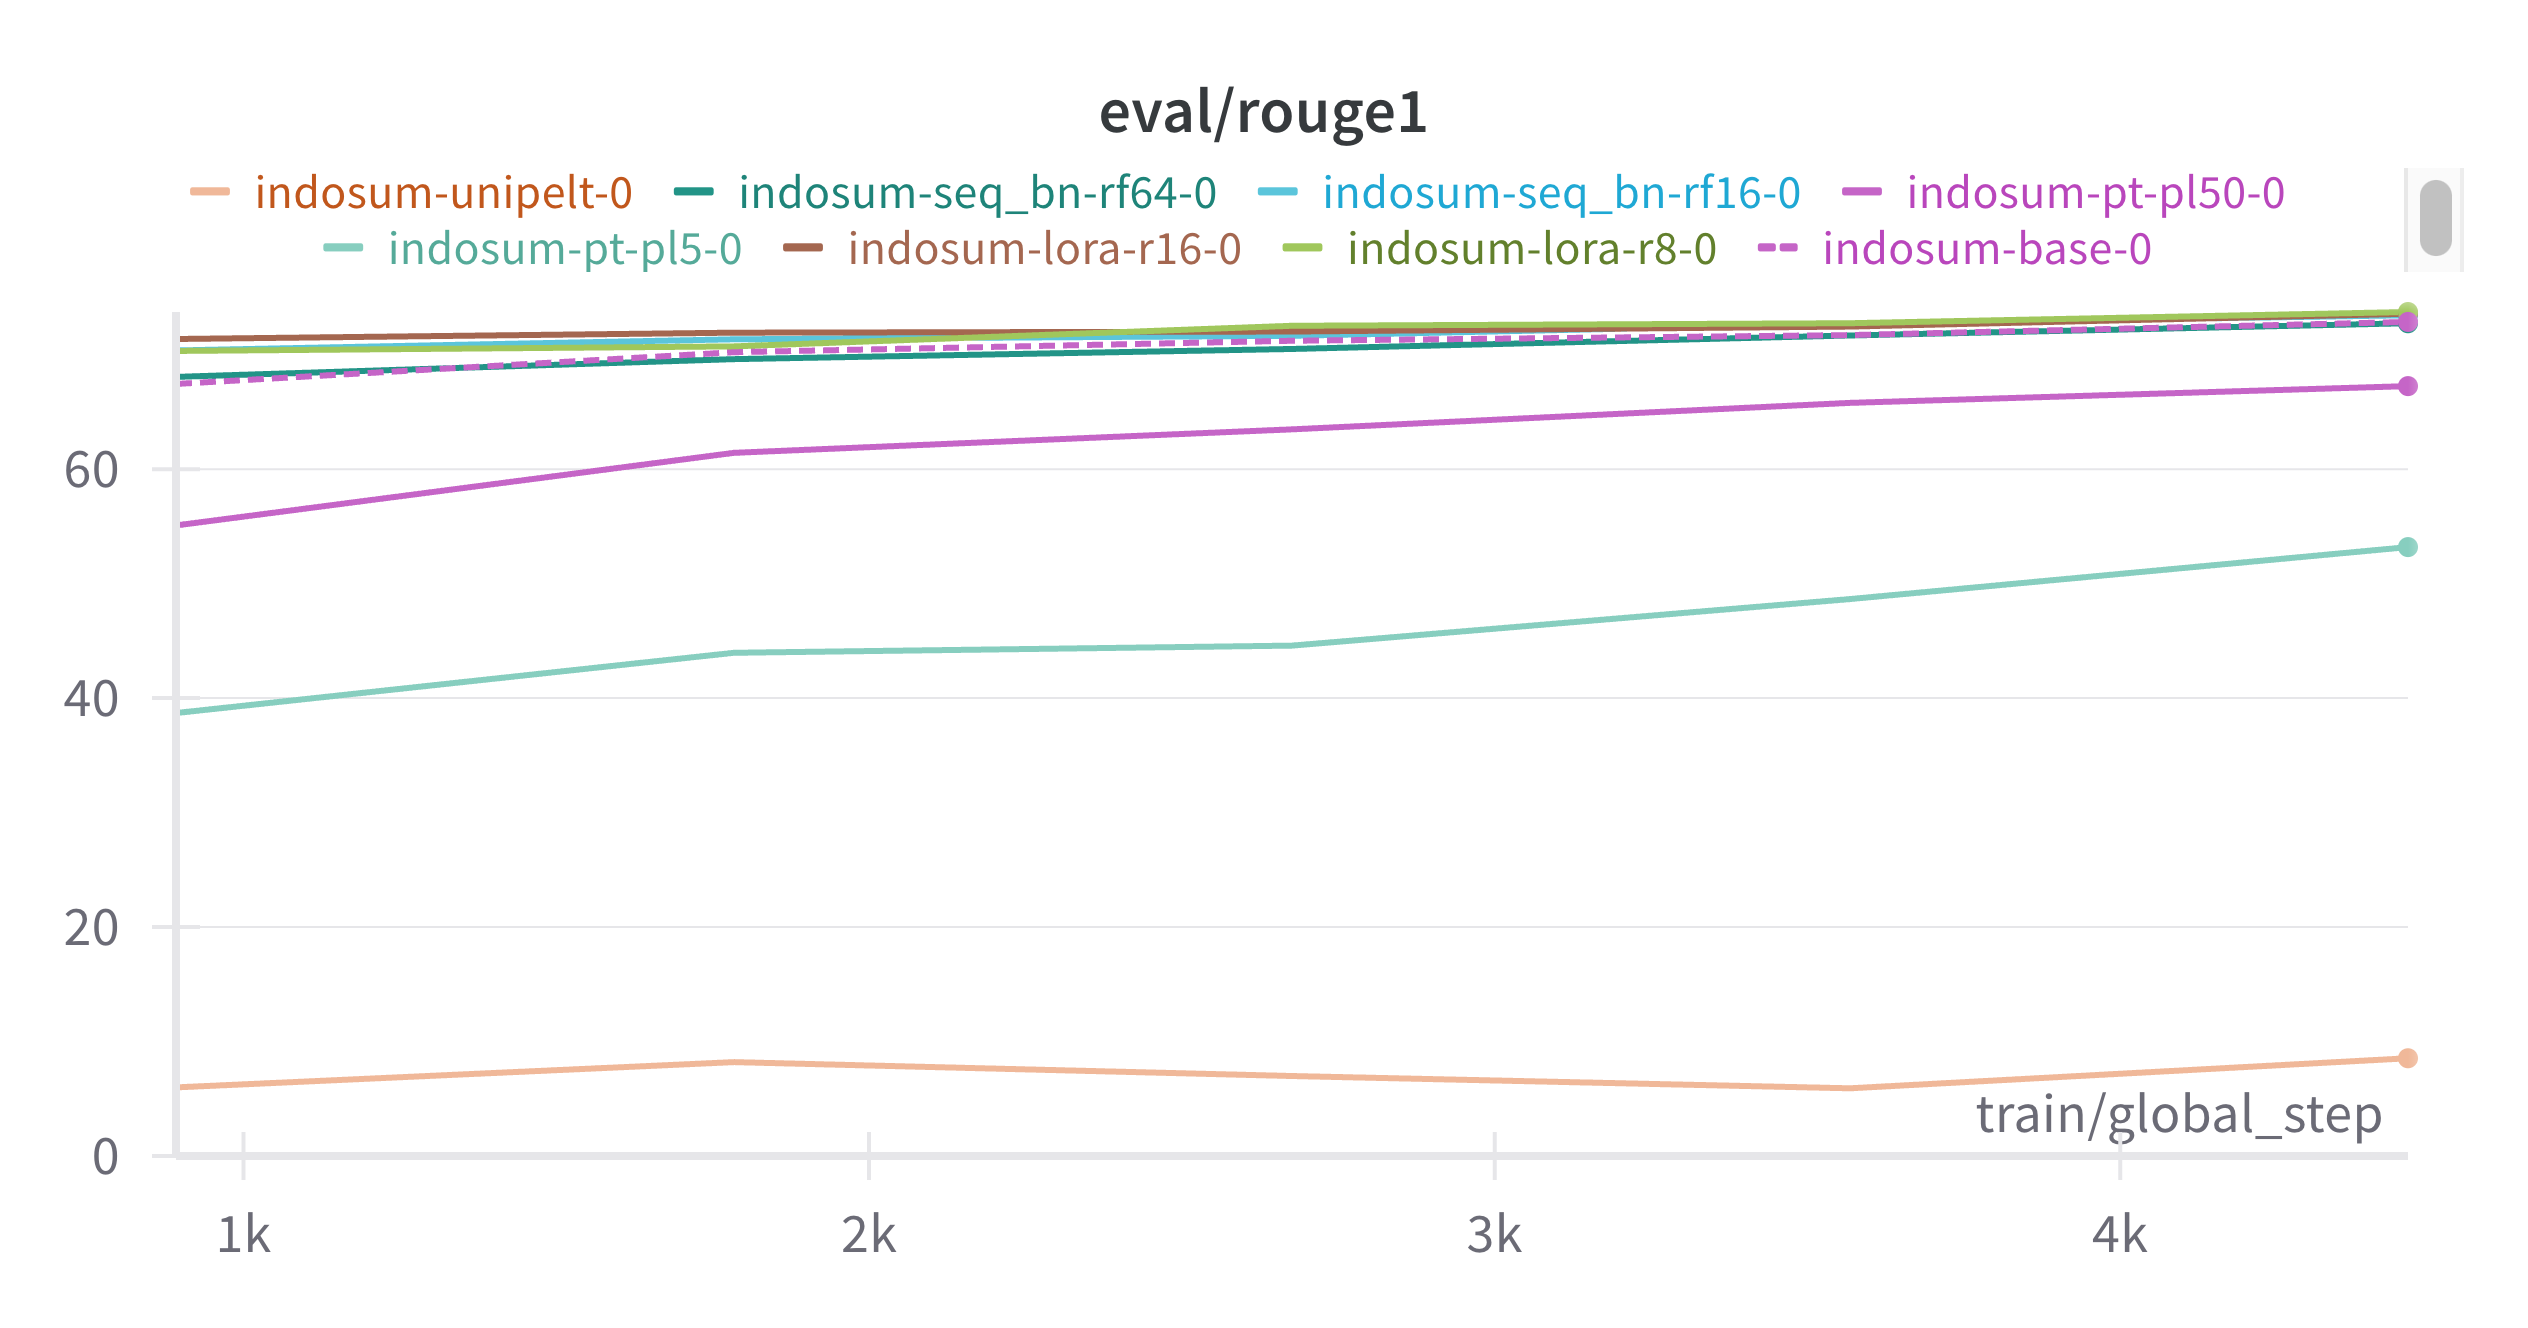 eval/rouge1
indosum-unipelt-0 indosum-seq_bn-rf64-0 indosum-seq_bn-rf16-0 indosum-pt-pl50-0
indosum-pt-pl5-0 indosum-lora-r16-0 indosum-lora-r8-0 indosum-base-0
60
40
20
train/global_step
0
1k 2k 3k 4k